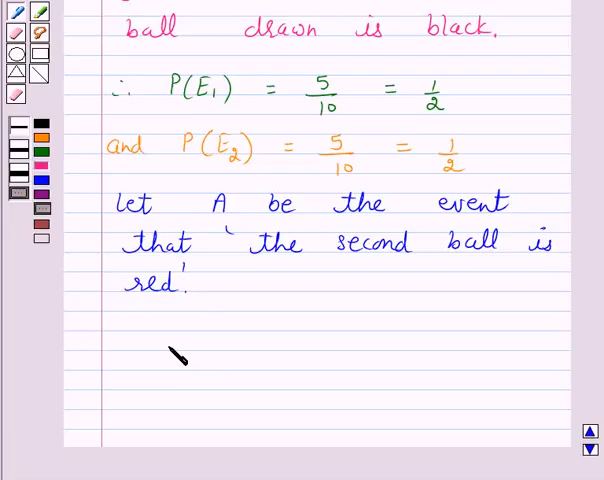 ball drawn is black.
∴ P(E₁) = 5/10 = 1/2
and P(E₂) = 5/10 = 1/2
Let A be the event
that ‘ the second ball is
red’.